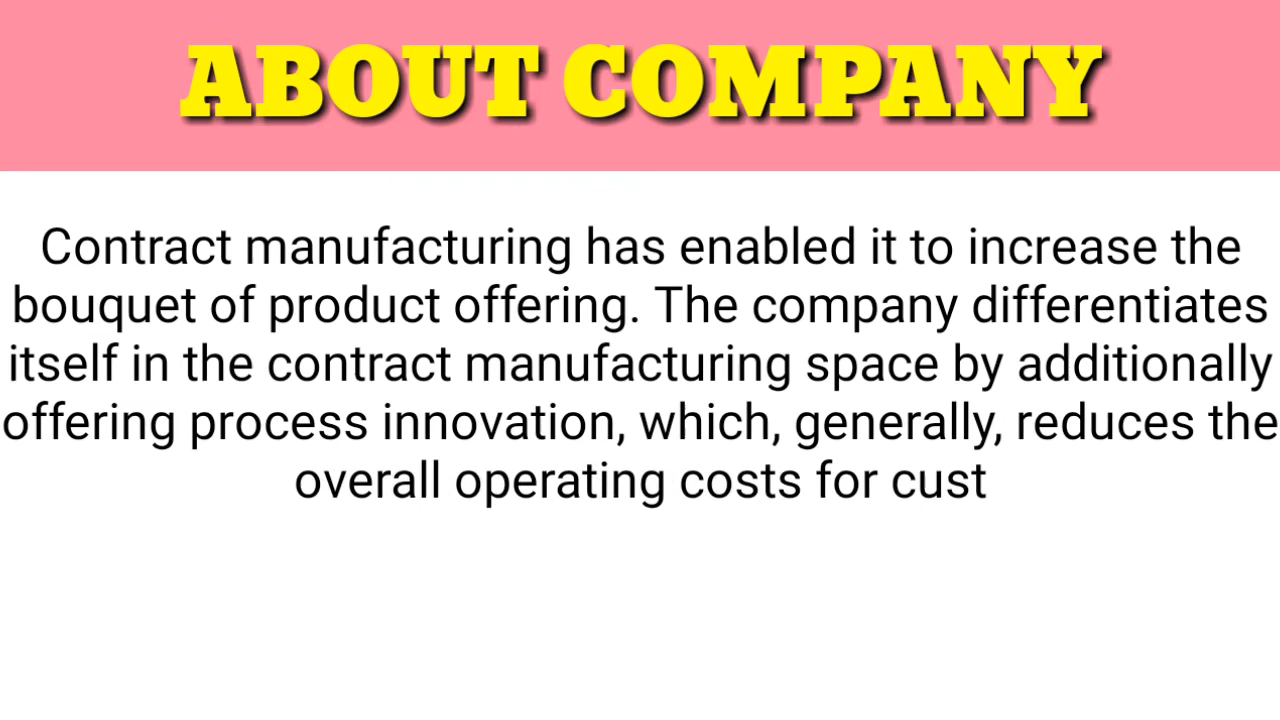 ABOUT COMPANY
Contract manufacturing has enabled it to increase the
bouquet of product offering. The company differentiates
itself in the contract manufacturing space by additionally
offering process innovation, which, generally, reduces the
overall operating costs for cust